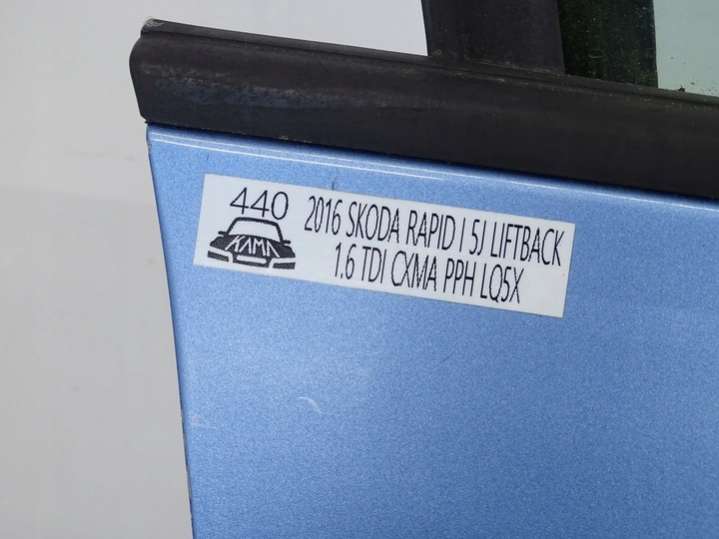 440
KAMA
2016 SKODA RAPID I 5J LIFTBACK
1.6 TDI CXMA PPH LQ5X